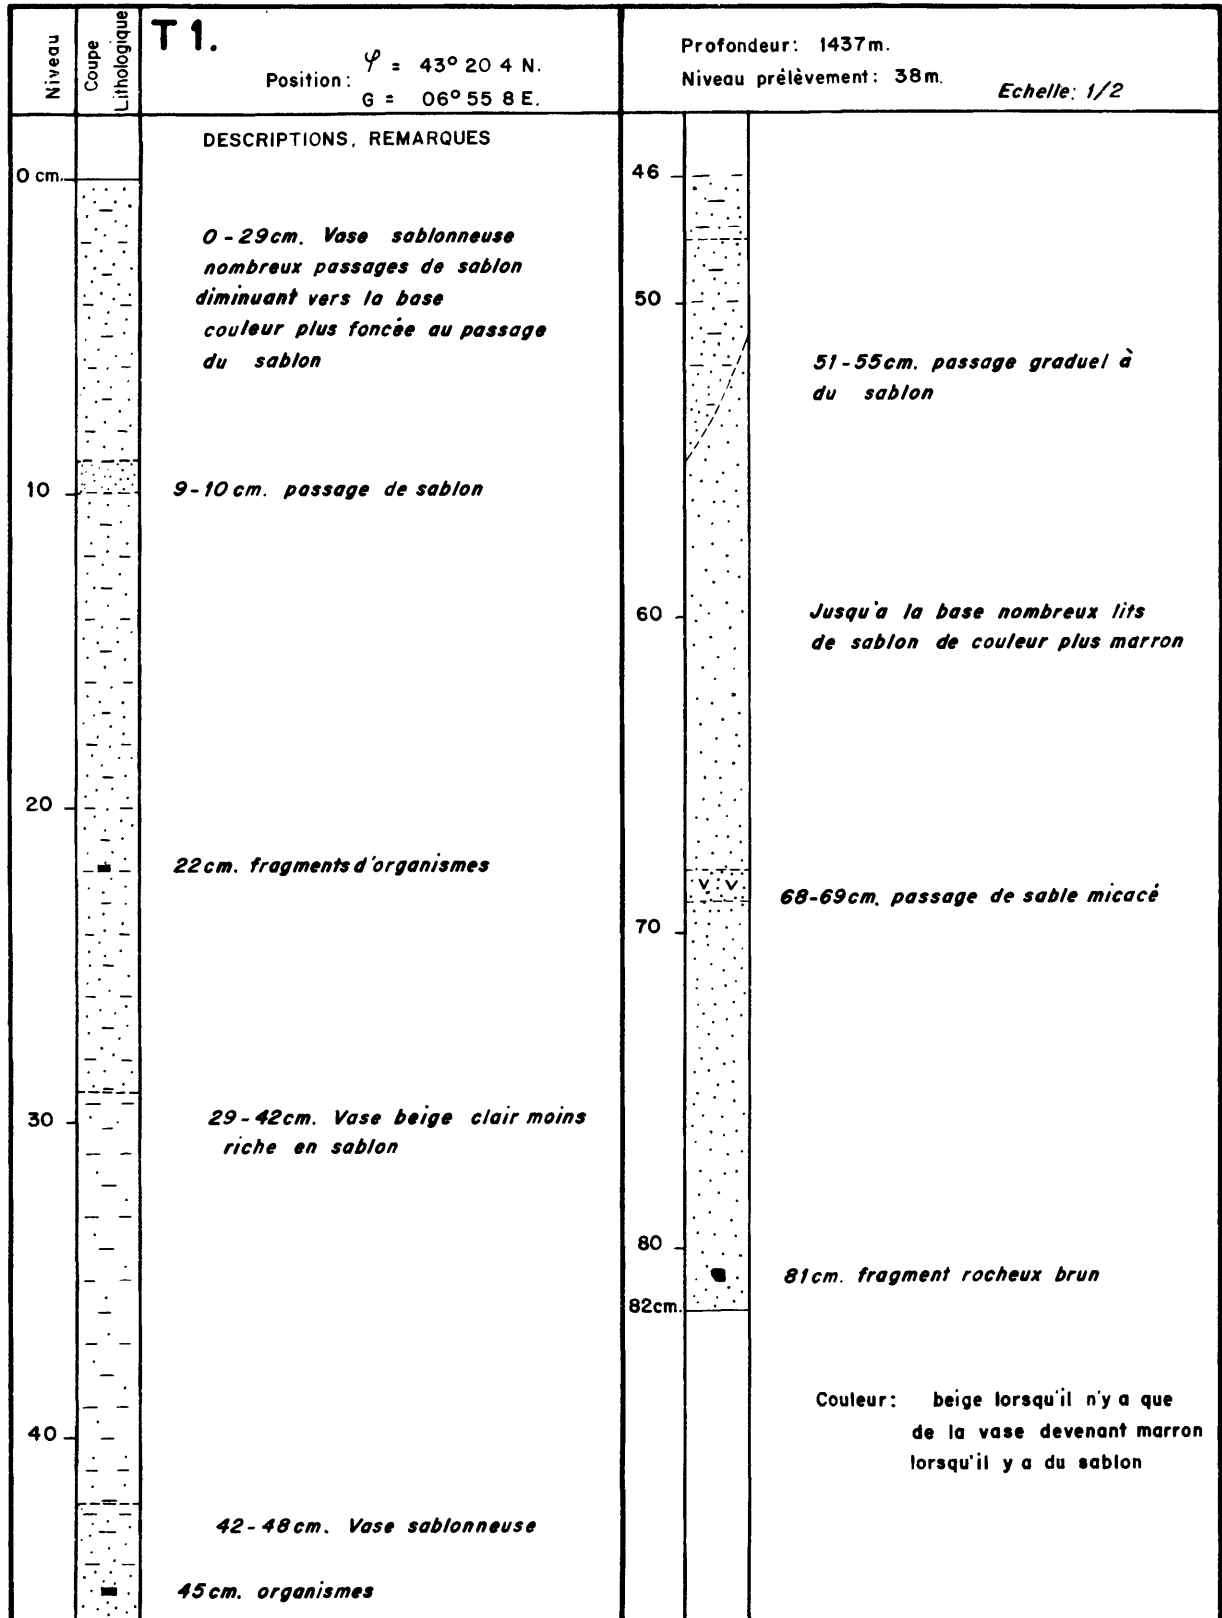 Niveau
Coupe
Lithologique
T 1.
Position: φ = 43° 20 4 N.
G = 06° 55 8 E.
Profondeur: 1437m.
Niveau prélèvement: 38m.
Echelle: 1/2
DESCRIPTIONS, REMARQUES
0 cm.
0-29cm. Vase sablonneuse
nombreux passages de sablon
diminuant vers la base
couleur plus foncée au passage
du sablon
10
9-10 cm. passage de sablon
20
22cm. fragments d'organismes
30
29-42cm. Vase beige clair moins
riche en sablon
40
42-48cm. Vase sablonneuse
45cm. organismes
46
50
51-55cm. passage graduel à
du sablon
60
Jusqu'a la base nombreux lits
de sablon de couleur plus marron
68-69cm. passage de sable micacé
70
80
81cm. fragment rocheux brun
82cm.
Couleur: beige lorsqu'il n'y a que
de la vase devenant marron
lorsqu'il y a du sablon